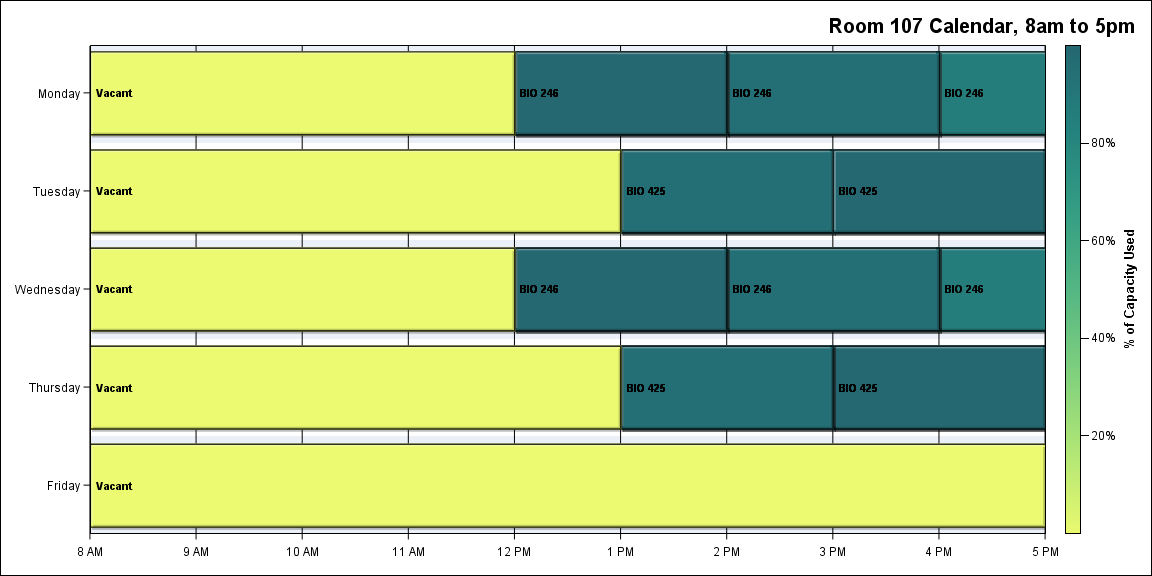 Room 107 Calendar, 8am to 5pm
Monday
Vacant
BIO 246
BIO 246
BIO 246
Tuesday
Vacant
BIO 425
BIO 425
Wednesday
Vacant
BIO 246
BIO 246
BIO 246
Thursday
Vacant
BIO 425
BIO 425
Friday
Vacant
8 AM
9 AM
10 AM
11 AM
12 PM
1 PM
2 PM
3 PM
4 PM
5 PM
80%
60%
40%
20%
% of Capacity Used